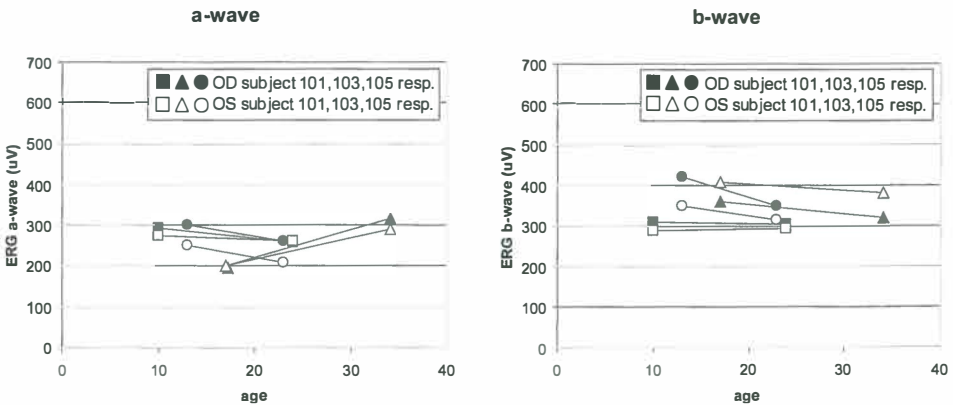 a-wave
700
600
500
400
300
200
100
0
ERG a-wave (uV)
OD subject 101,103,105 resp.
OS subject 101,103,105 resp.
0
10
20
30
40
age
b-wave
700
600
500
400
300
200
100
0
ERG b-wave (uV)
OD subject 101,103,105 resp.
OS subject 101,103,105 resp.
0
10
20
30
40
age